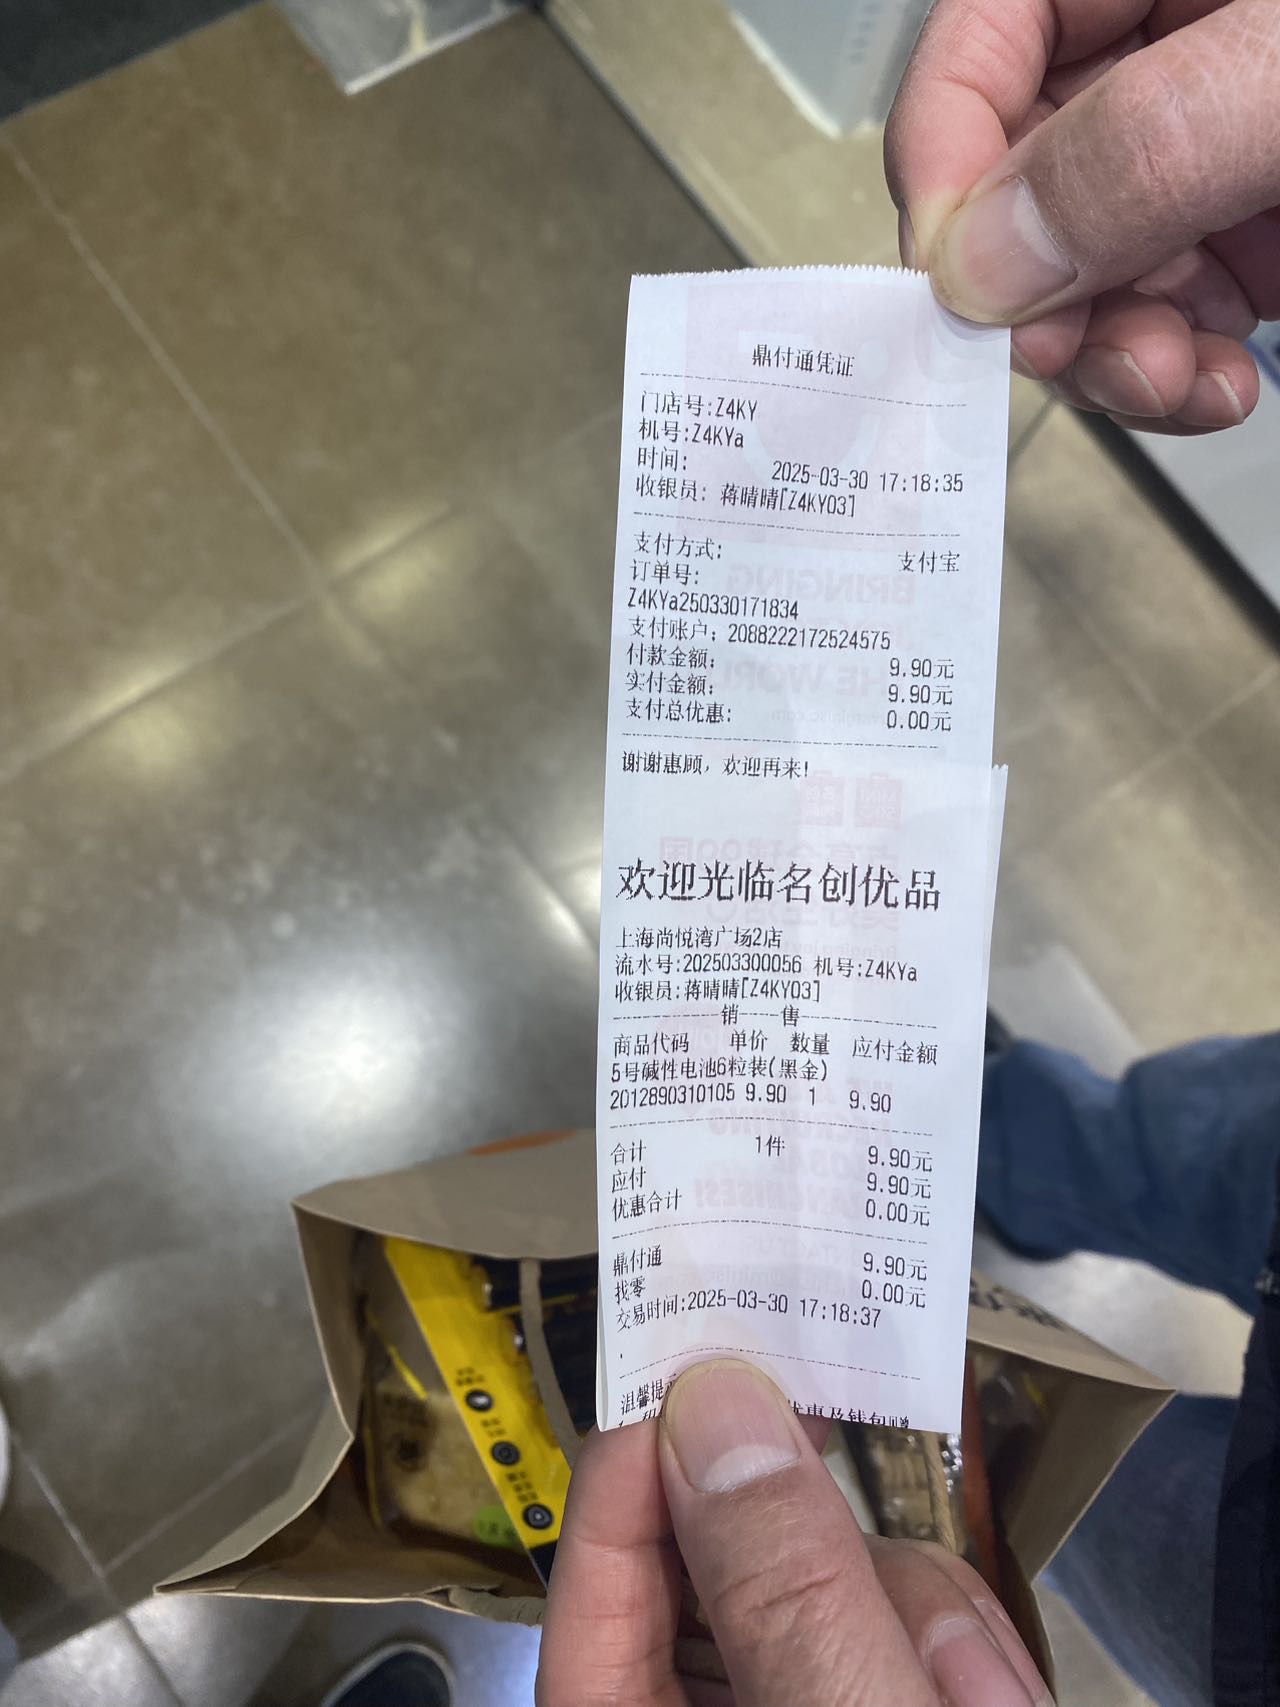 鼎付通凭证
门店号:Z4KY
机号:Z4KYa
时间: 2025-03-30 17:18:35
收银员: 蒋晴晴[Z4KY03]
支付方式: 支付宝
订单号:
Z4KYa250330171834
支付账户: 2088222172524575
付款金额: 9.90元
实付金额: 9.90元
支付总优惠: 0.00元
谢谢惠顾，欢迎再来!
欢迎光临名创优品
上海尚悦湾广场2店
流水号:202503300056 机号:Z4KYa
收银员:蒋晴晴[Z4KY03]
销----售
商品代码 单价 数量 应付金额
5号碱性电池6粒装(黑金)
2012890310105 9.90 1 9.90
合计 1件 9.90元
应付 9.90元
优惠合计 0.00元
鼎付通 9.90元
找零 0.00元
交易时间:2025-03-30 17:18:37
温馨提
优惠及钱包